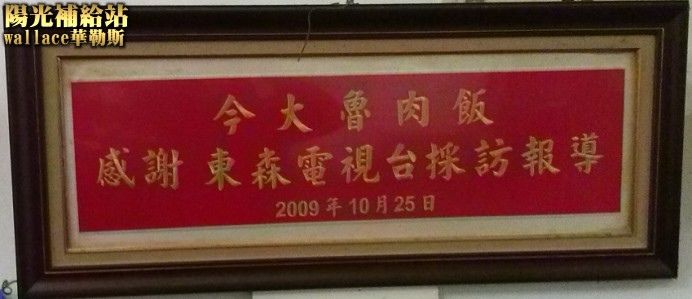 陽光補給站
wallace華勒斯
今大魯肉飯
感謝 東森電視台採訪報導
2009年10月25日